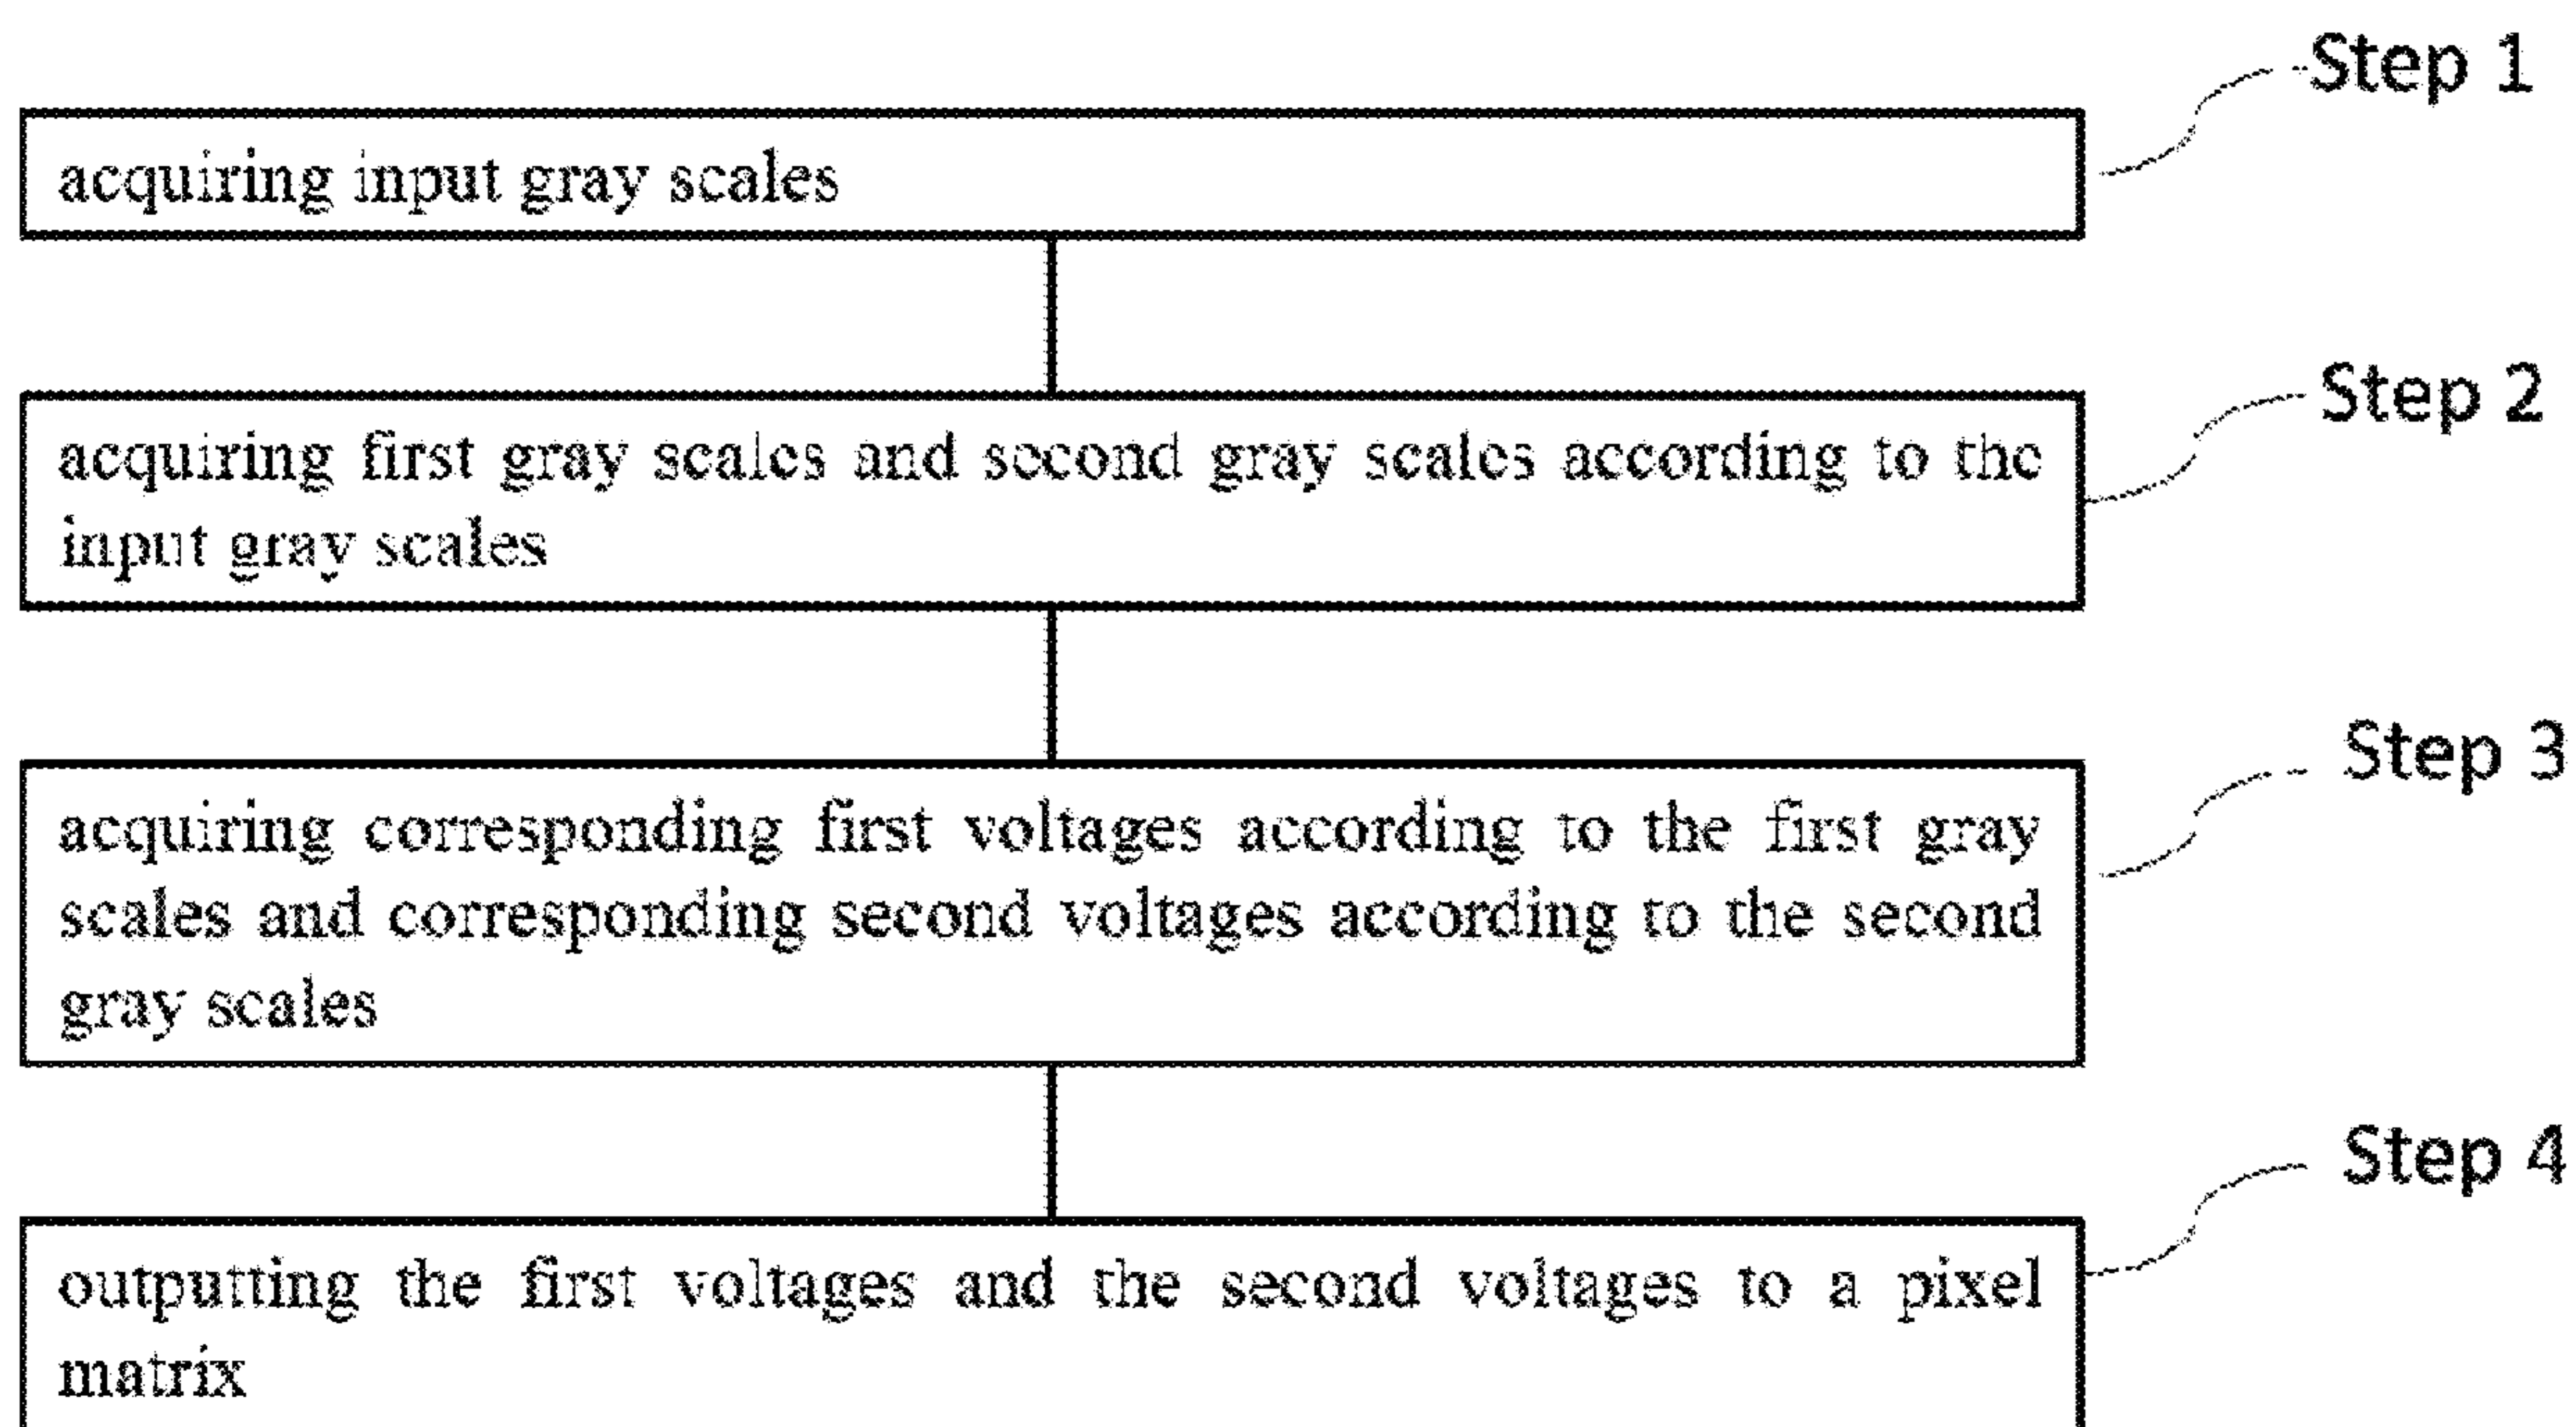 Step 1
acquiring input gray scales
Step 2
acquiring first gray scales and second gray scales according to the
input gray scales
Step 3
acquiring corresponding first voltages according to the first gray
scales and corresponding second voltages according to the second
gray scales
Step 4
outputting the first voltages and the second voltages to a pixel
matrix